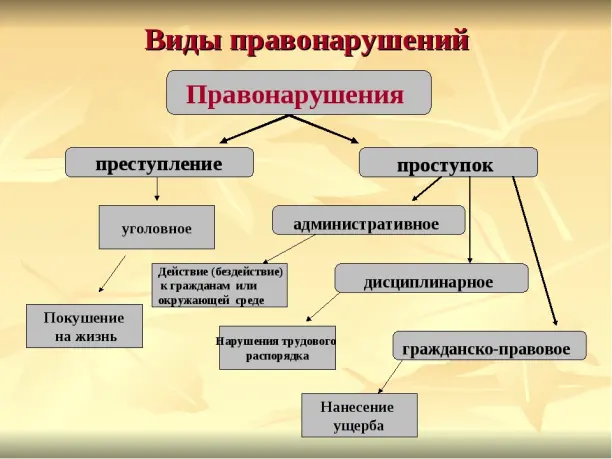 Виды правонарушений
Правонарушения
преступление
проступок
уголовное
административное
Действие (бездействие)
к гражданам или
окружающей среде
дисциплинарное
Покушение
на жизнь
Нарушения трудового
распорядка
гражданско-правовое
Нанесение
ущерба